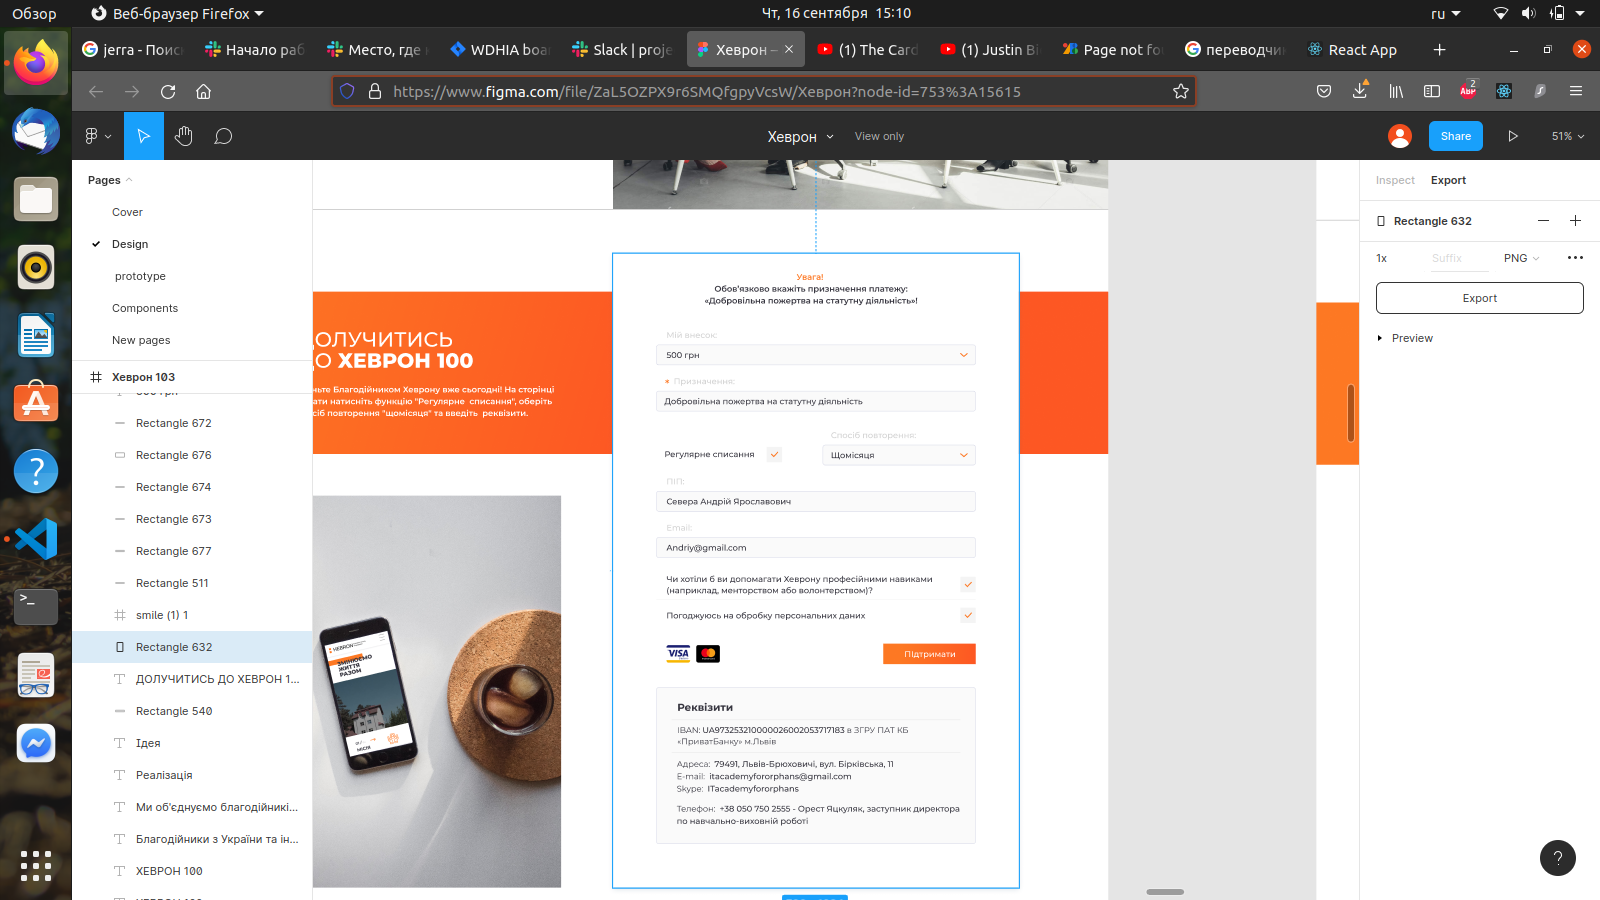 Обзор
Веб-браузер Firefox
Чт, 16 сентября 15:10
ru
jerra - Поис
Начало раб
Место, где
WDHIA boa
Slack | proje
Хеврон –
(1) The Card
(1) Justin Bi
Page not fo
переводчи
React App
https://www.figma.com/file/ZaL5OZPX9r6SMQfgpyVcsW/Хеврон?node-id=753%3A15615
ABP
2
Хеврон
View only
Share
51%
Pages
Cover
Design
prototype
Components
New pages
Хеврон 103
Rectangle 672
Rectangle 676
Rectangle 674
Rectangle 673
Rectangle 677
Rectangle 511
smile (1) 1
Rectangle 632
ДОЛУЧИТИСЬ ДО ХЕВРОН 1...
Rectangle 540
Ідея
Реалізація
Ми об'єднуємо благодійникі...
Благодійники з України та ін...
ХЕВРОН 100
ОЛУЧИТИСЬ
О ХЕВРОН 100
ньте Благодійником Хеврону вже сьогодні! На сторінці
ати натисніть функцію "Регулярне списання", оберіть
сіб повторення "щомісяця" та введіть реквізити.
HEBRON
ЗМІНЮЄМО
ЖИТТЯ
РАЗОМ
Увага!
Обов'язково вкажіть призначення платежу:
«Добровільна пожертва на статутну діяльність»!
Мій внесок:
500 грн
* Призначення:
Добровільна пожертва на статутну діяльність
Спосіб повторення:
Регулярне списання
Щомісяця
ПІП:
Севера Андрій Ярославович
Email:
Andriy@gmail.com
Чи хотіли б ви допомагати Хеврону професійними навиками
(наприклад, менторством або волонтерством)?
Погоджуюсь на обробку персональних даних
VISA
Підтримати
Реквізити
IBAN: UA973253210000026002053717183 в ЗГРУ ПАТ КБ
«ПриватБанку» м.Львів
Адреса: 79491, Львів-Брюховичі, вул. Бірківська, 11
E-mail: itacademyfororphans@gmail.com
Skype: ITacademyfororphans
Телефон: +38 050 750 2555 - Орест Яцкуляк, заступник директора
по навчально-виховній роботі
Inspect
Export
Rectangle 632
1x
Suffix
PNG
Export
Preview
?